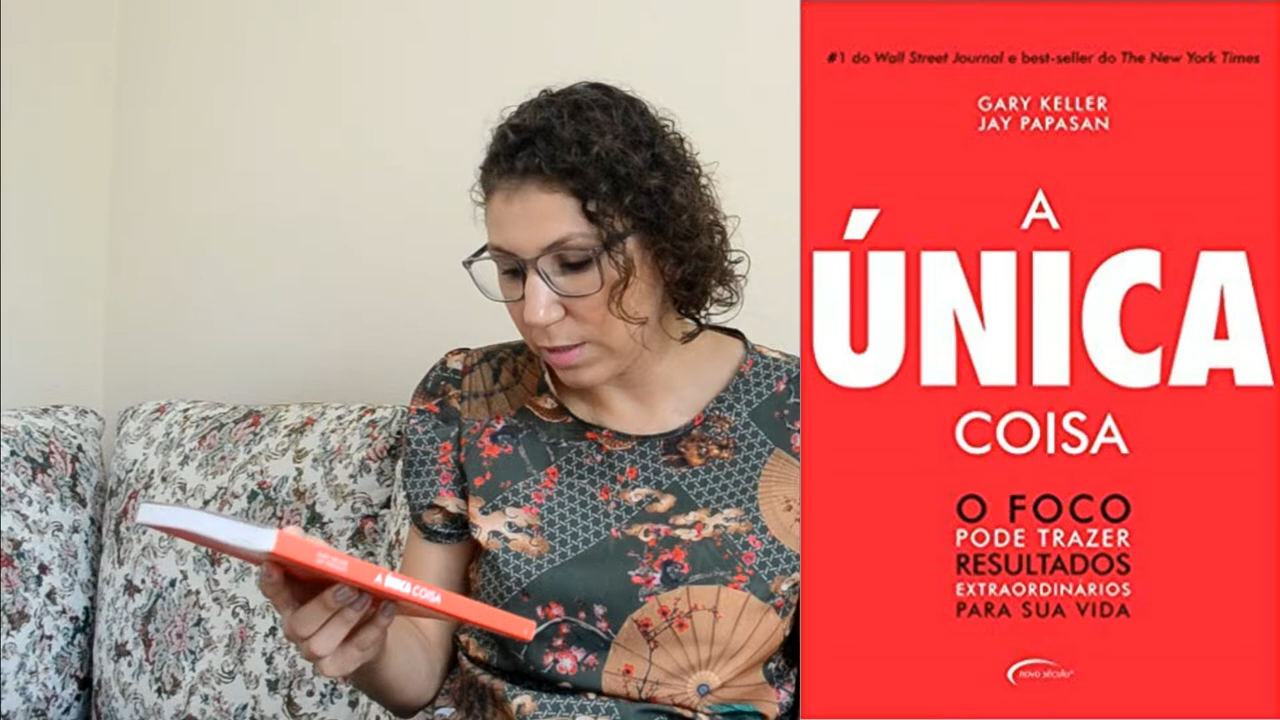 A ÚNICA COISA
#1 do Wall Street Journal e best-seller do The New York Times
GARY KELLER
JAY PAPASAN
A
ÚNICA
COISA
O FOCO
PODE TRAZER
RESULTADOS
EXTRAORDINÁRIOS
PARA SUA VIDA
novo século®